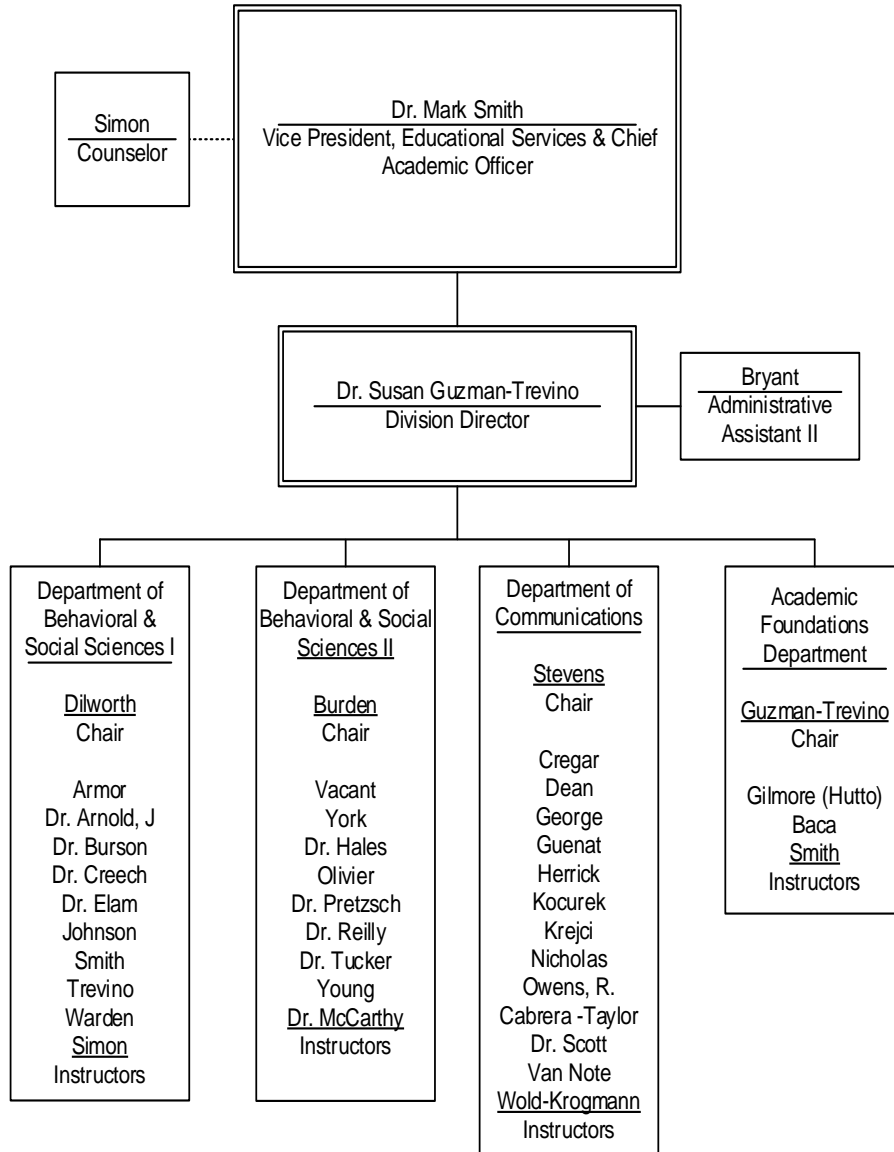 Simon
Counselor
Dr. Mark Smith
Vice President, Educational Services & Chief
Academic Officer
Dr. Susan Guzman-Trevino
Division Director
Bryant
Administrative
Assistant II
Department of
Behavioral &
Social Sciences I
Dilworth
Chair
Armor
Dr. Arnold, J
Dr. Burson
Dr. Creech
Dr. Elam
Johnson
Smith
Trevino
Warden
Simon
Instructors
Department of
Behavioral & Social
Sciences II
Burden
Chair
Vacant
York
Dr. Hales
Olivier
Dr. Pretzsch
Dr. Reilly
Dr. Tucker
Young
Dr. McCarthy
Instructors
Department of
Communications
Stevens
Chair
Cregar
Dean
George
Guenat
Herrick
Kocurek
Krejci
Nicholas
Owens, R.
Cabrera -Taylor
Dr. Scott
Van Note
Wold-Krogmann
Instructors
Academic
Foundations
Department
Guzman-Trevino
Chair
Gilmore (Hutto)
Baca
Smith
Instructors